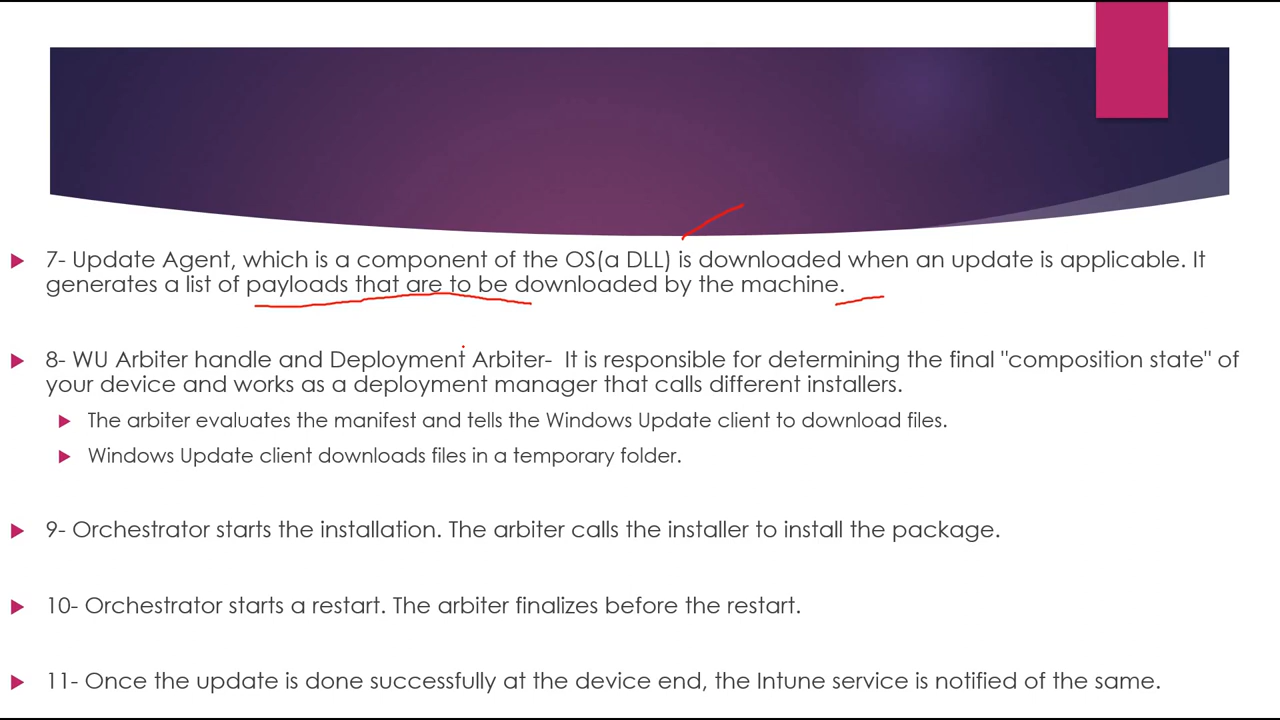 7- Update Agent, which is a component of the OS(a DLL) is downloaded when an update is applicable. It
generates a list of payloads that are to be downloaded by the machine.
8- WU Arbiter handle and Deployment Arbiter-  It is responsible for determining the final "composition state" of
your device and works as a deployment manager that calls different installers.
The arbiter evaluates the manifest and tells the Windows Update client to download files.
Windows Update client downloads files in a temporary folder.
9- Orchestrator starts the installation. The arbiter calls the installer to install the package.
10- Orchestrator starts a restart. The arbiter finalizes before the restart.
11- Once the update is done successfully at the device end, the Intune service is notified of the same.